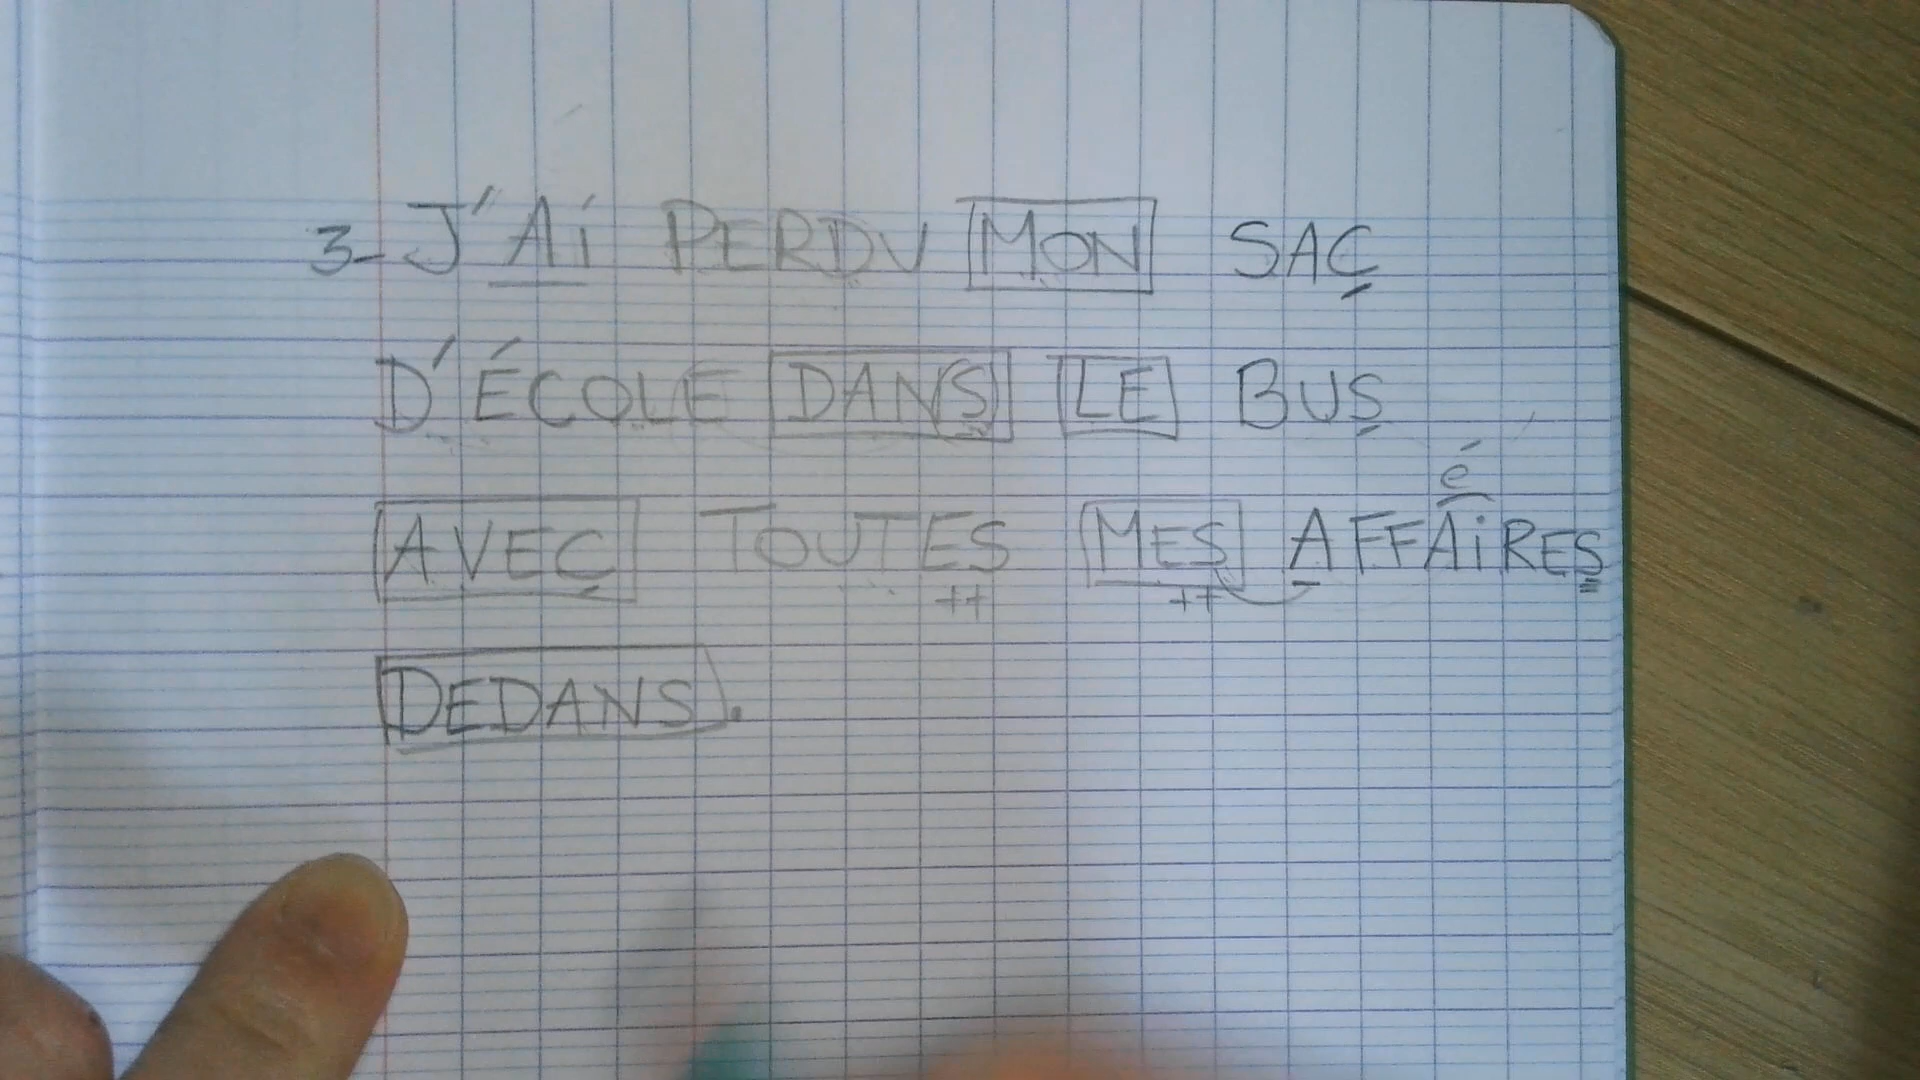 3- J'Ai PERDU MON SAC
D'ÉCOLE DANS LE BUS
é
AVEC TOUTES MES AFFAiRES
++ ++
DEDANS.